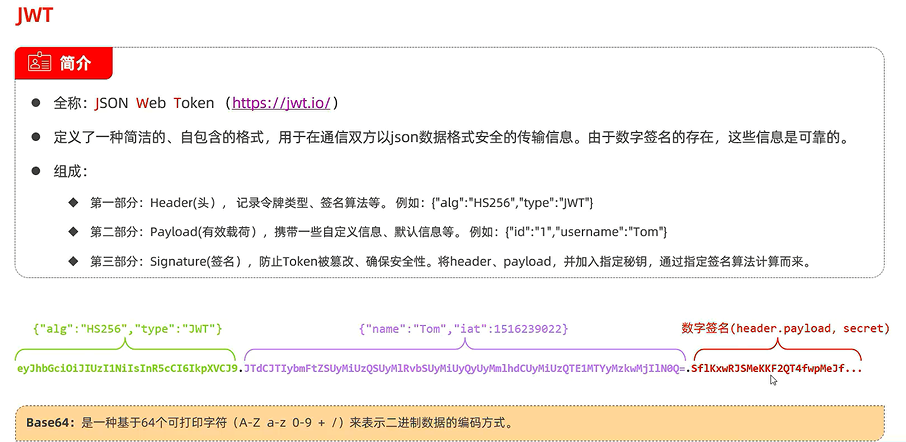 JWT
简介
全称：JSON Web Token（https://jwt.io/）
定义了一种简洁的、自包含的格式，用于在通信双方以json数据格式安全的传输信息。由于数字签名的存在，这些信息是可靠的。
组成：
第一部分：Header(头），记录令牌类型、签名算法等。 例如：{"alg":"HS256","type":"JWT"}
第二部分：Payload(有效载荷），携带一些自定义信息、默认信息等。 例如：{"id":"1","username":"Tom"}
第三部分：Signature(签名），防止Token被篡改、确保安全性。将header、payload，并加入指定秘钥，通过指定签名算法计算而来。
{"alg":"HS256","type":"JWT"} {"name":"Tom","iat":1516239022} 数字签名(header.payload, secret)
eyJhbGciOiJIUzI1NiIsInR5cCI6IkpXVCJ9.JTdCJTIybmFtZSUyMiUzQSUyMlRvbSUyMiUyQyUyMmlhdCUyMiUzQTE1MTYyMzkwMjIlN0Q=.SflKxwRJSMeKKF2QT4fwpMeJf...
Base64：是一种基于64个可打印字符（A-Z a-z 0-9 + /）来表示二进制数据的编码方式。